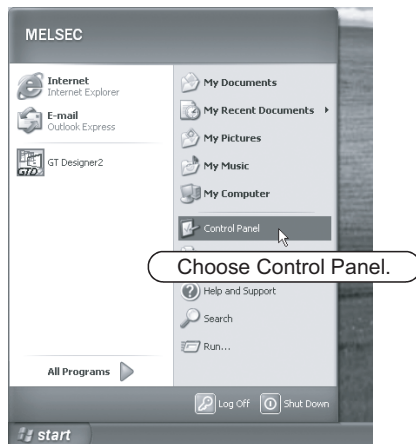 MELSEC
Internet
Internet Explorer
E-mail
Outlook Express
GTD
GT Designer2
All Programs
My Documents
My Recent Documents
My Pictures
My Music
My Computer
Control Panel
Choose Control Panel.
Help and Support
Search
Run...
Log Off
Shut Down
start